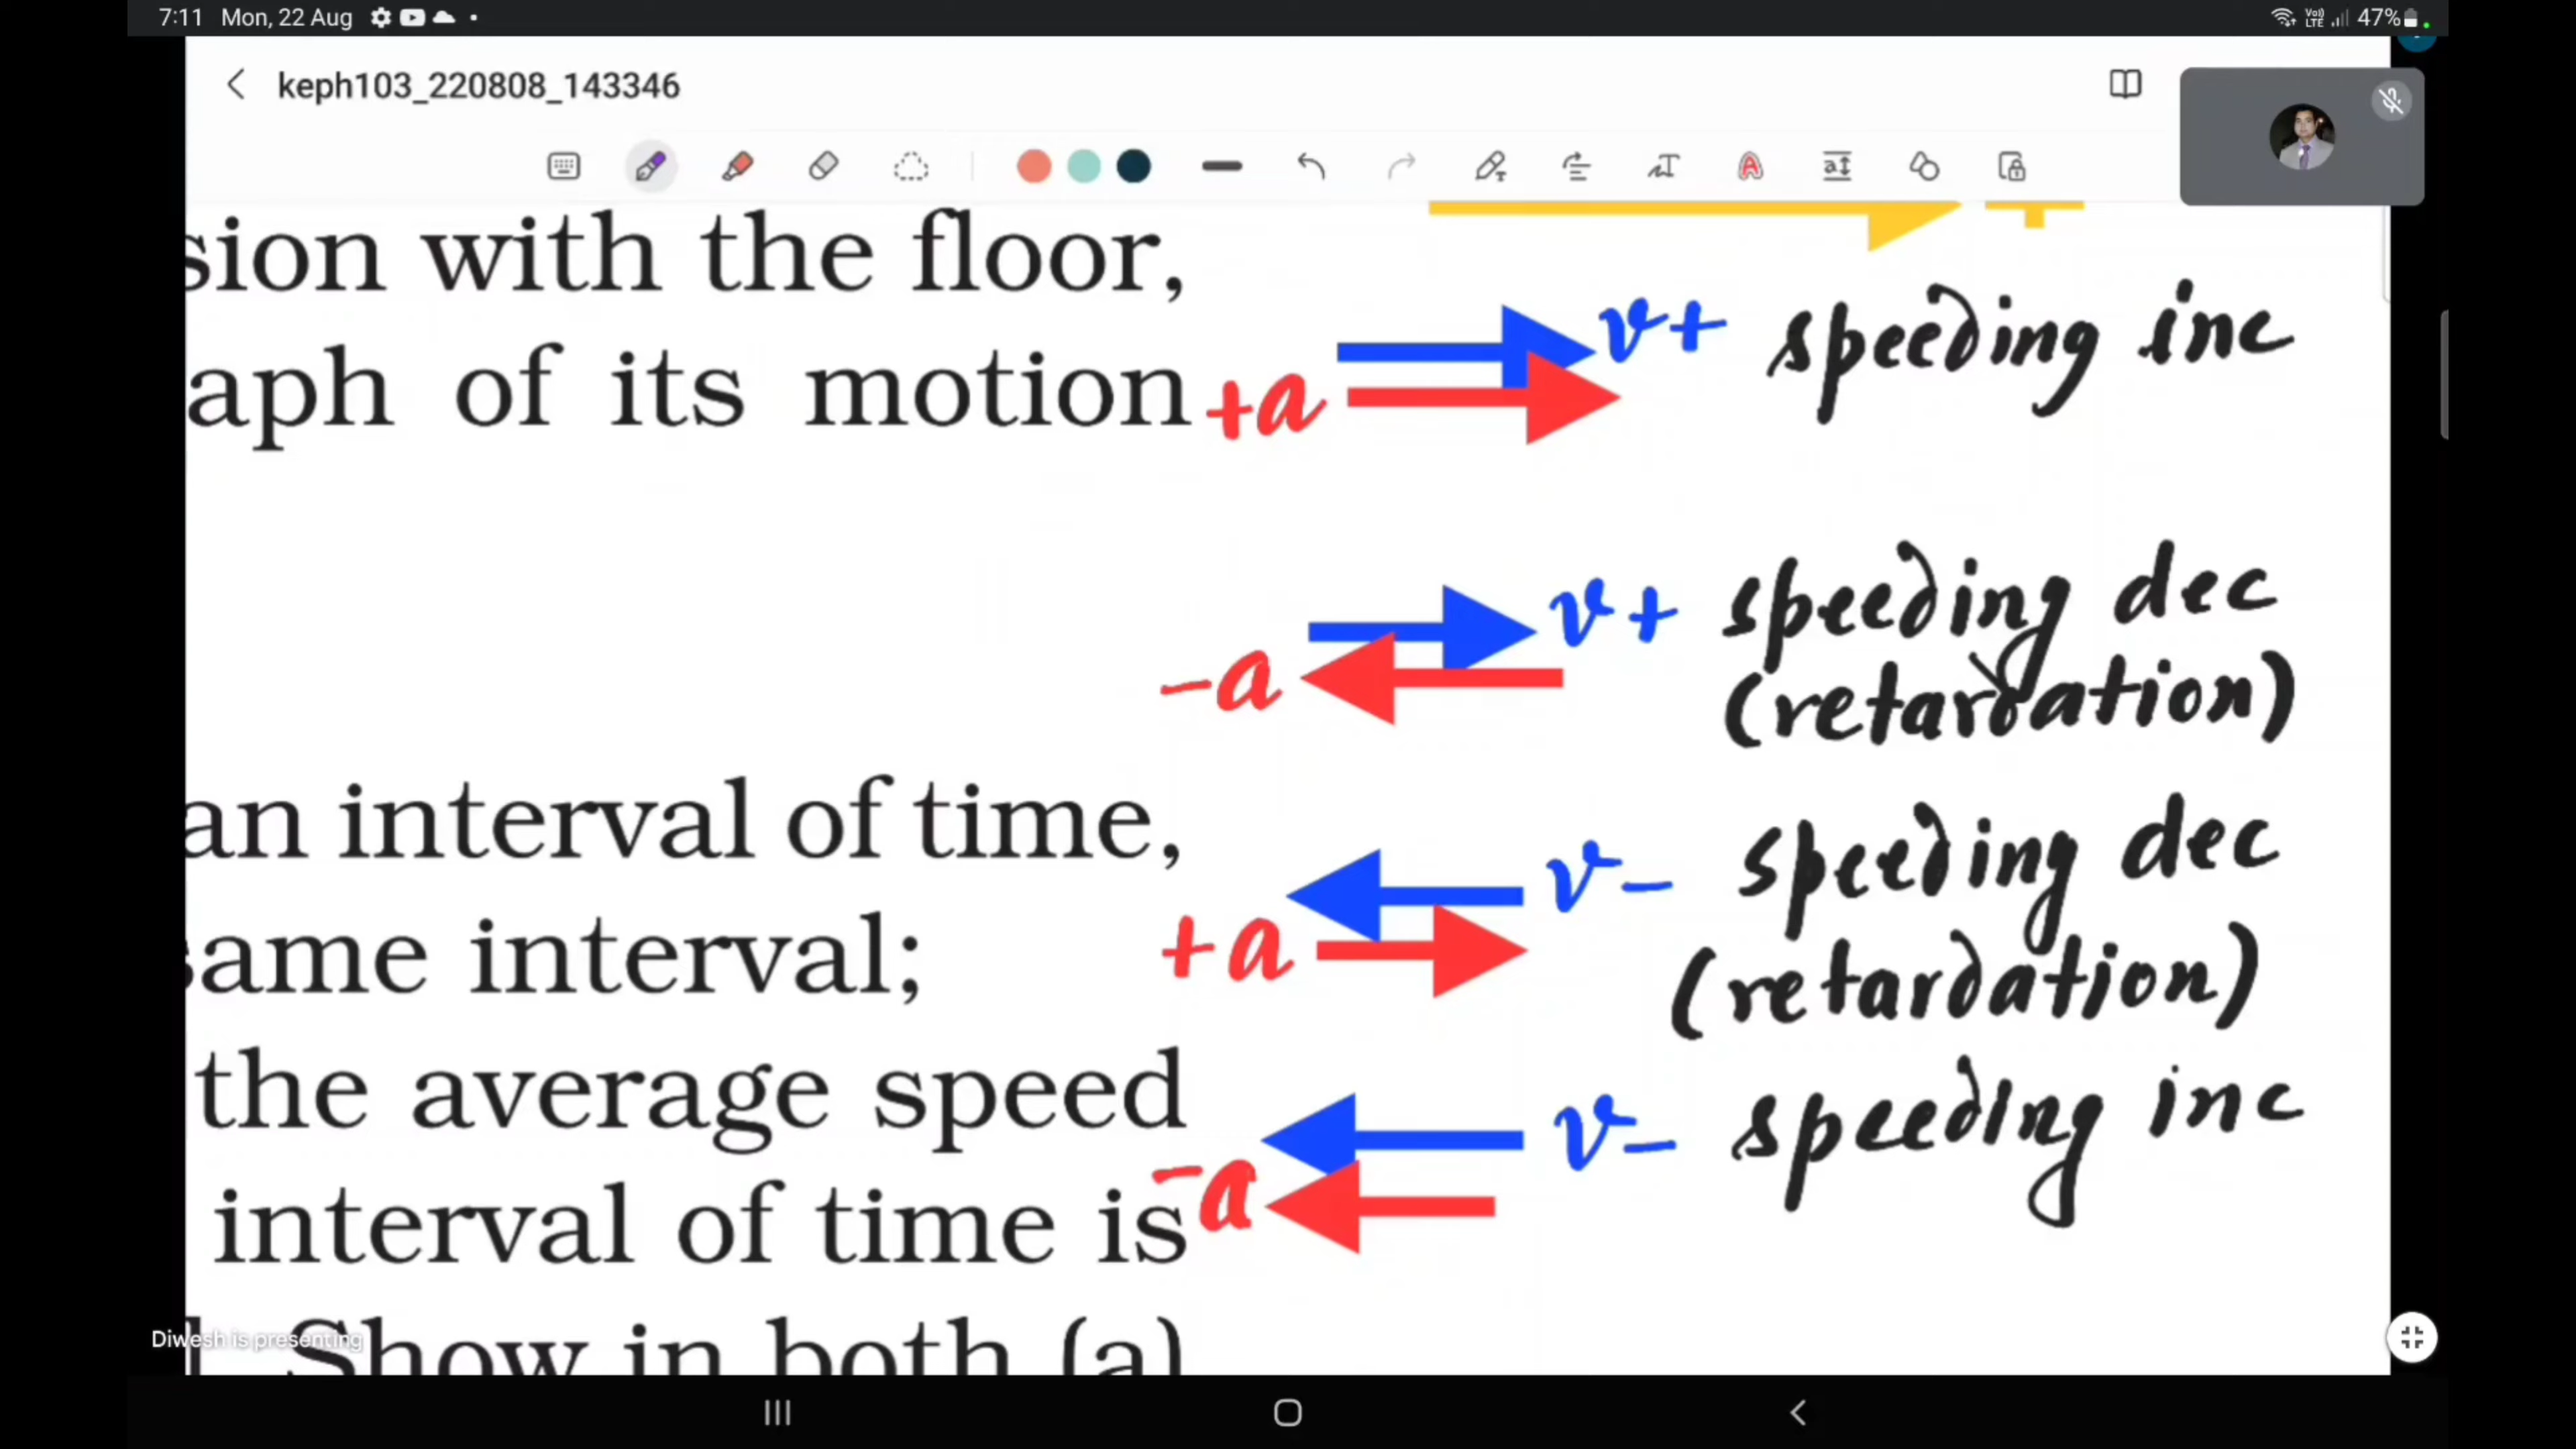 7:11 Mon, 22 Aug
Vo) LTE 47%
keph103_220808_143346
sion with the floor,
v+ speeding inc
aph of its motion
+a
v+ speeding dec
-a
(retardation)
an interval of time,
v- speeding dec
same interval;
+a
(retardation)
the average speed
v- speeding inc
interval of time is
-a
Show in both (a)
Diwesh is presenting